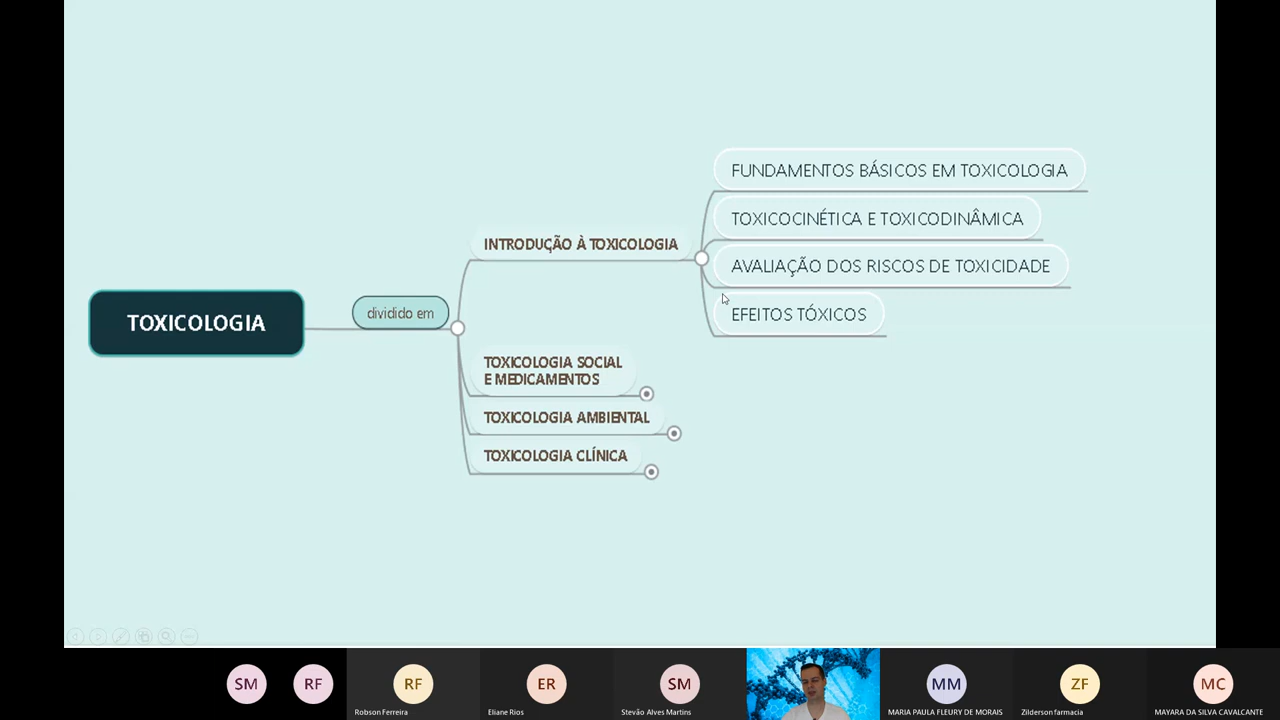 FUNDAMENTOS BÁSICOS EM TOXICOLOGIA
TOXICOCINÉTICA E TOXICODINÂMICA
INTRODUÇÃO À TOXICOLOGIA
AVALIAÇÃO DOS RISCOS DE TOXICIDADE
EFEITOS TÓXICOS
TOXICOLOGIA
dividido em
TOXICOLOGIA SOCIAL
E MEDICAMENTOS
TOXICOLOGIA AMBIENTAL
TOXICOLOGIA CLÍNICA
SM
RF
RF
Robson Ferreira
ER
Eliane Rios
SM
Stevão Alves Martins
MM
MARIA PAULA FLEURY DE MORAIS
ZF
Zilderson farmacia
MC
MAYARA DA SILVA CAVALCANTE